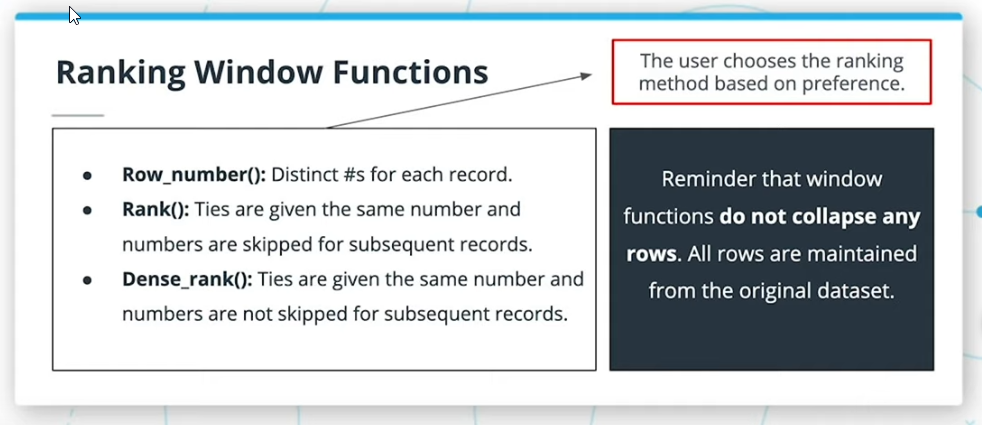 Ranking Window Functions
The user chooses the ranking
method based on preference.
● Row_number(): Distinct #s for each record.
● Rank(): Ties are given the same number and
numbers are skipped for subsequent records.
● Dense_rank(): Ties are given the same number and
numbers are not skipped for subsequent records.
Reminder that window
functions do not collapse any
rows. All rows are maintained
from the original dataset.